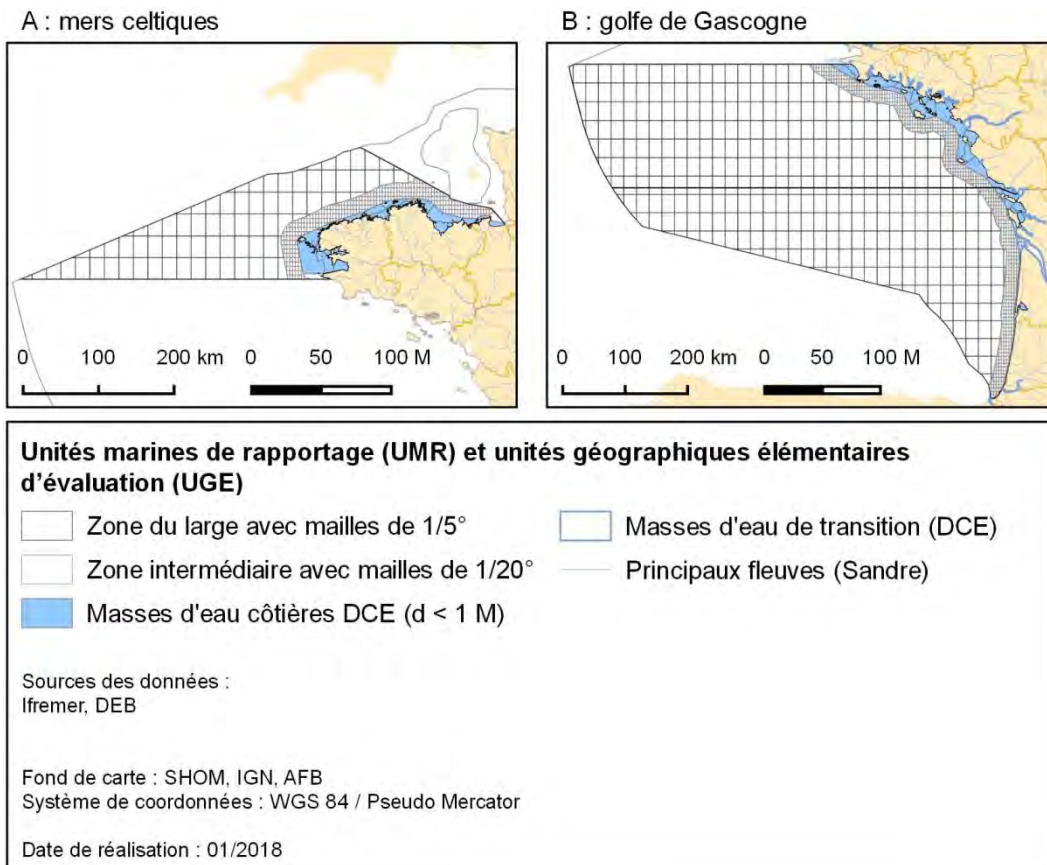 A : mers celtiques
B : golfe de Gascogne
0 100 200 km 0 50 100 M
0 100 200 km 0 50 100 M
Unités marines de rapportage (UMR) et unités géographiques élémentaires
d'évaluation (UGE)
Zone du large avec mailles de 1/5°
Zone intermédiaire avec mailles de 1/20°
Masses d'eau côtières DCE (d < 1 M)
Masses d'eau de transition (DCE)
Principaux fleuves (Sandre)
Sources des données :
Ifremer, DEB
Fond de carte : SHOM, IGN, AFB
Système de coordonnées : WGS 84 / Pseudo Mercator
Date de réalisation : 01/2018